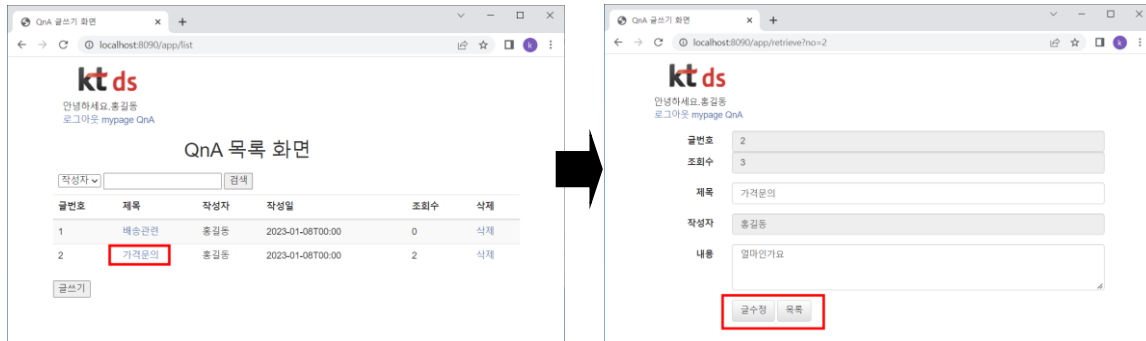 QnA 글쓰기 화면
localhost:8090/app/list
k
kt ds
안녕하세요.홍길동
로그아웃 mypage QnA
QnA 목록 화면
작성자 검색
글번호 제목 작성자 작성일 조회수 삭제
1 배송관련 홍길동 2023-01-08T00:00 0 삭제
2 가격문의 홍길동 2023-01-08T00:00 2 삭제
글쓰기
QnA 글쓰기 화면
localhost:8090/app/retrieve?no=2
k
kt ds
안녕하세요.홍길동
로그아웃 mypage QnA
글번호 2
조회수 3
제목 가격문의
작성자 홍길동
내용 얼마인가요
글수정 목록